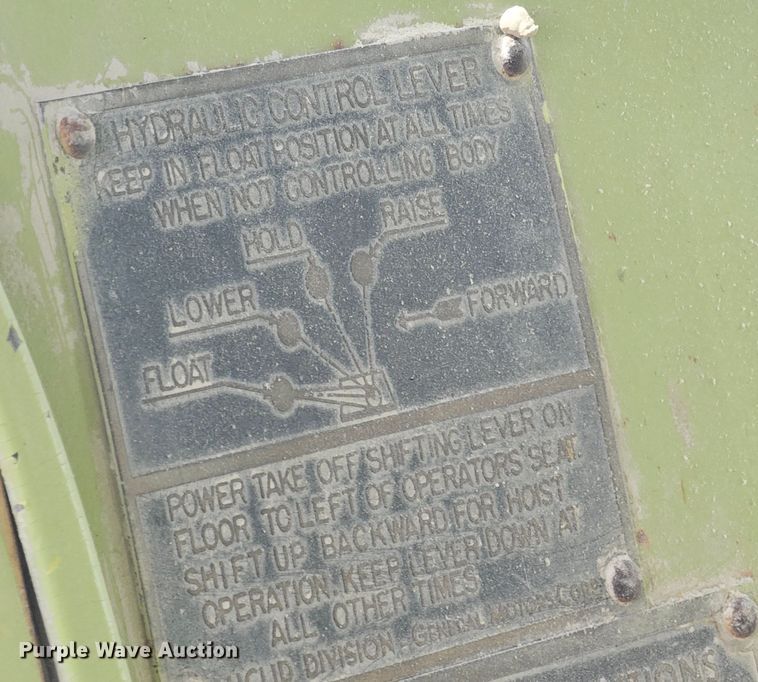 HYDRAULIC CONTROL LEVER
KEEP IN FLOAT POSITION AT ALL TIMES
WHEN NOT CONTROLLING BODY
RAISE
HOLD
FORWARD
LOWER
FLOAT
POWER TAKE OFF SHIFTING LEVER ON
FLOOR TO LEFT OF OPERATORS' SEAT.
SHIFT UP BACKWARD FOR HOIST
OPERATION. KEEP LEVER DOWN AT
ALL OTHER TIMES
DIVISION - GENERAL MOTORS CORP.
Purple Wave Auction